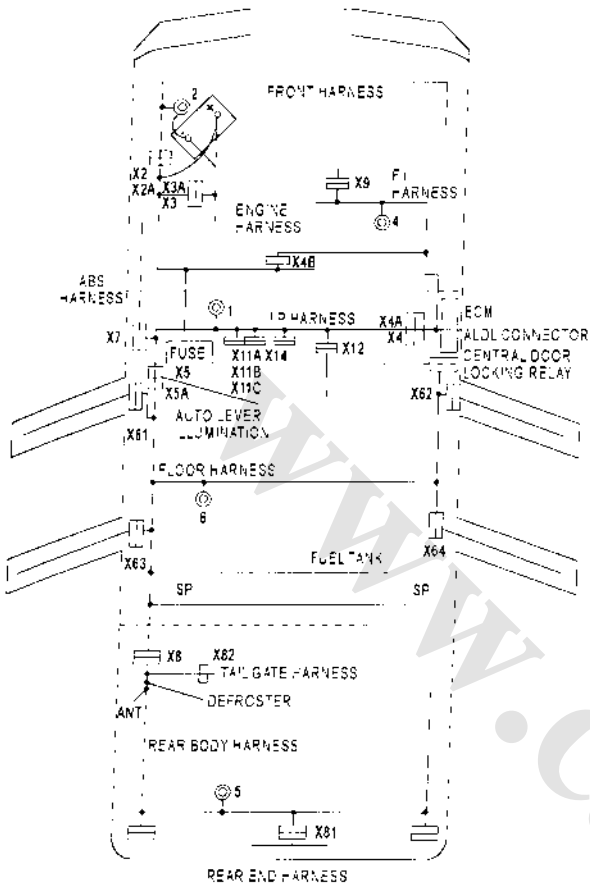 2
FRONT HARNESS
X2
X2A
X3A
X3
X9
HARNESS
4
ENGINE
HARNESS
X4B
ABS
HARNESS
1
I.P HARNESS
X4A
X4
ECM
ALDL CONNECTOR
CENTRAL DOOR
LOCKING RELAY
X7
FUSE
X11A
X11B
X11C
X14
X12
X5
X5A
X62
X61
AUTO LEVER
ILLUMINATION
FLOOR HARNESS
6
X63
X64
FUEL TANK
SP
SP
X8
X82
TAIL GATE HARNESS
DEFROSTER
ANT
REAR BODY HARNESS
5
X81
REAR END HARNESS
www.